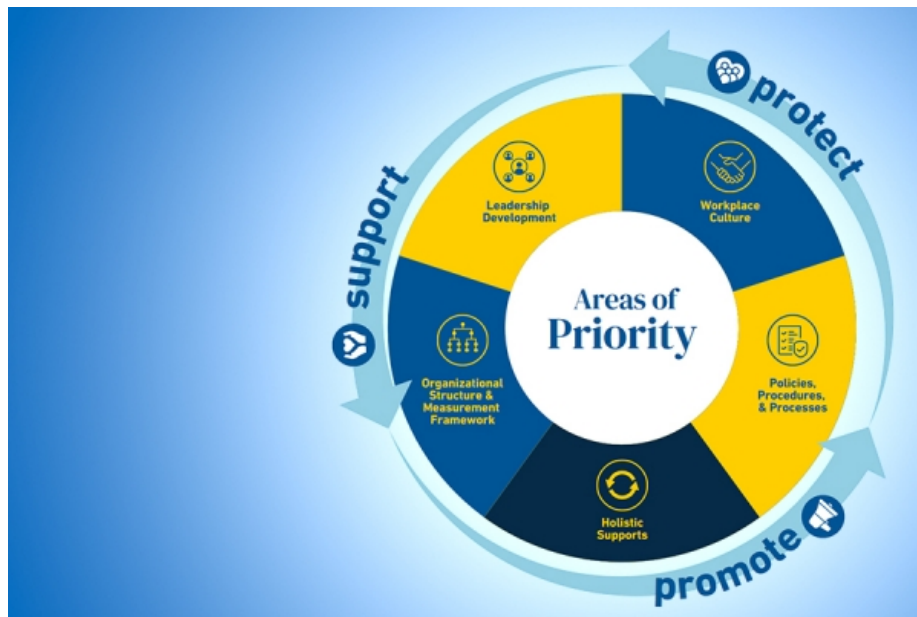 protect
support
promote
Areas of
Priority
Workplace
Culture
Policies,
Procedures,
& Processes
Holistic
Supports
Organizational
Structure &
Measurement
Framework
Leadership
Development